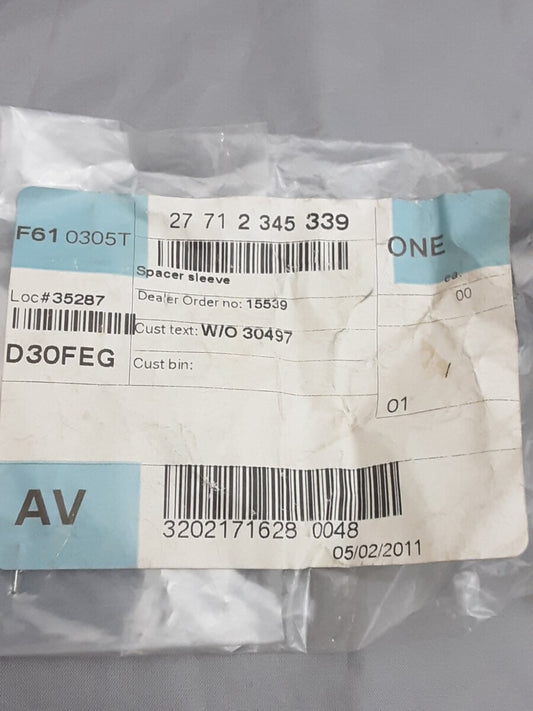 F61 0305T
27 71 2 345 339
ONE
ea.
00
Spacer sleeve
Dealer Order no: 15539
Loc#35287
Cust text: W/O 30497
D30FEG
Cust bin:
/
01
AV
3202171628 0048
05/02/2011